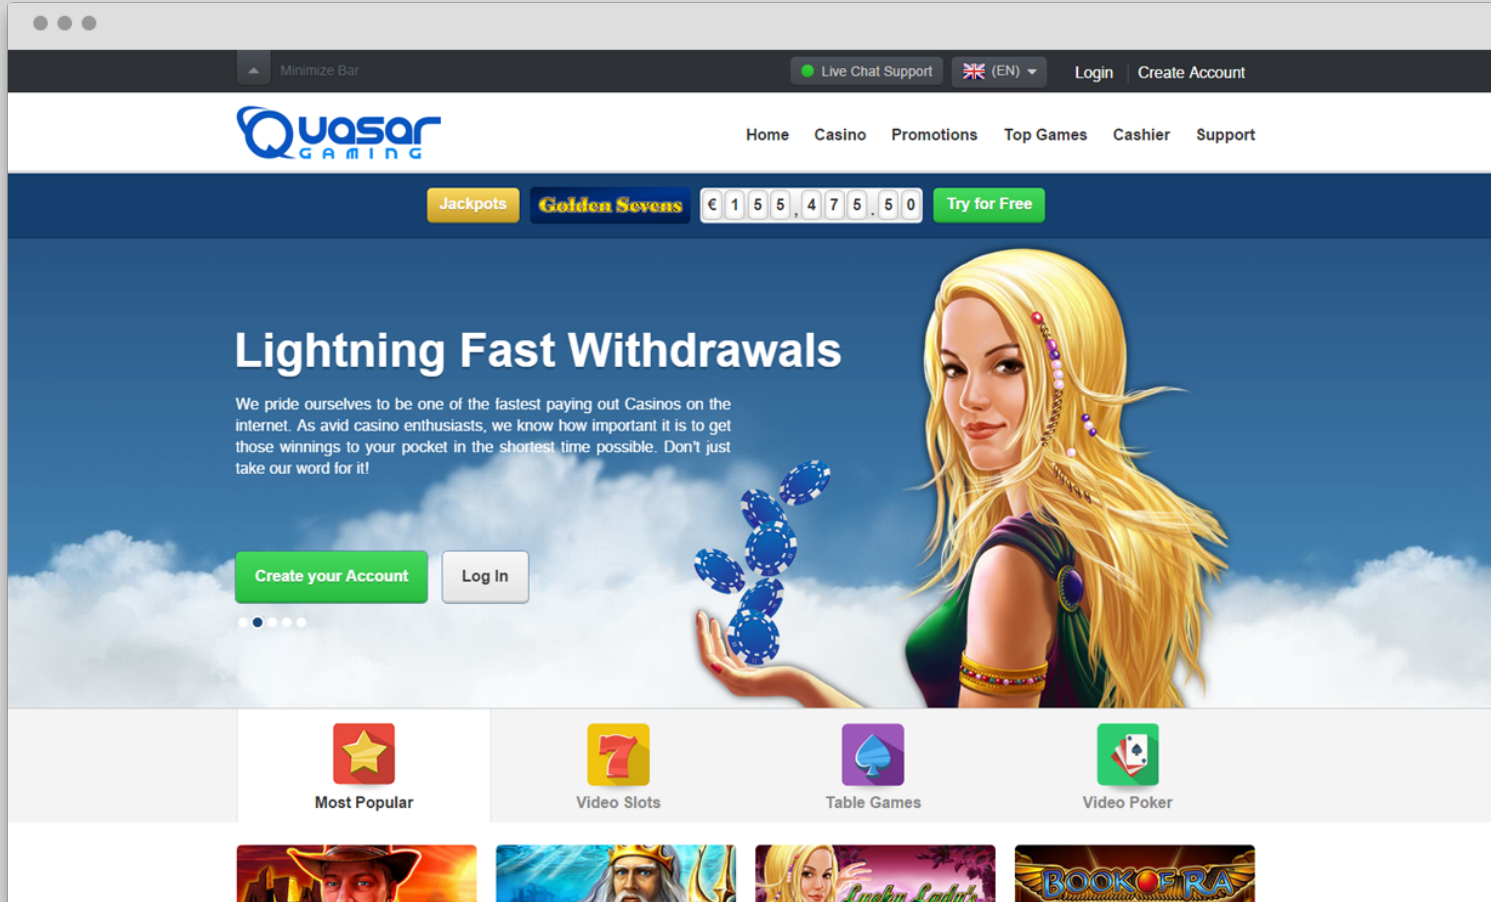 Minimize Bar
Live Chat Support
(EN)
Login
Create Account
Quasar
GAMING
Home
Casino
Promotions
Top Games
Cashier
Support
Jackpots
Golden Sevens
€155,475.50
Try for Free
Lightning Fast Withdrawals
We pride ourselves to be one of the fastest paying out Casinos on the
internet. As avid casino enthusiasts, we know how important it is to get
those winnings to your pocket in the shortest time possible. Don't just
take our word for it!
Create your Account
Log In
7
Most Popular
Video Slots
Table Games
Video Poker
Lucky Lady's
BOOK OF RA